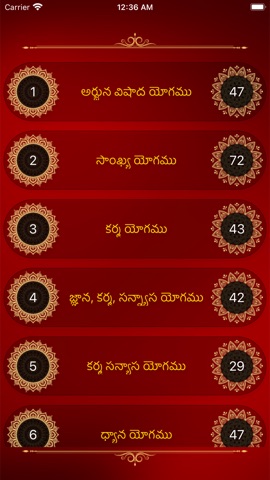 Carrier 12:36 AM
1 అర్జున విషాద యోగము 47
2 సాంఖ్య యోగము 72
3 కర్మ యోగము 43
4 జ్ఞాన, కర్మ, సన్న్యాస యోగము 42
5 కర్మ సన్యాస యోగము 29
6 ధ్యాన యోగము 47